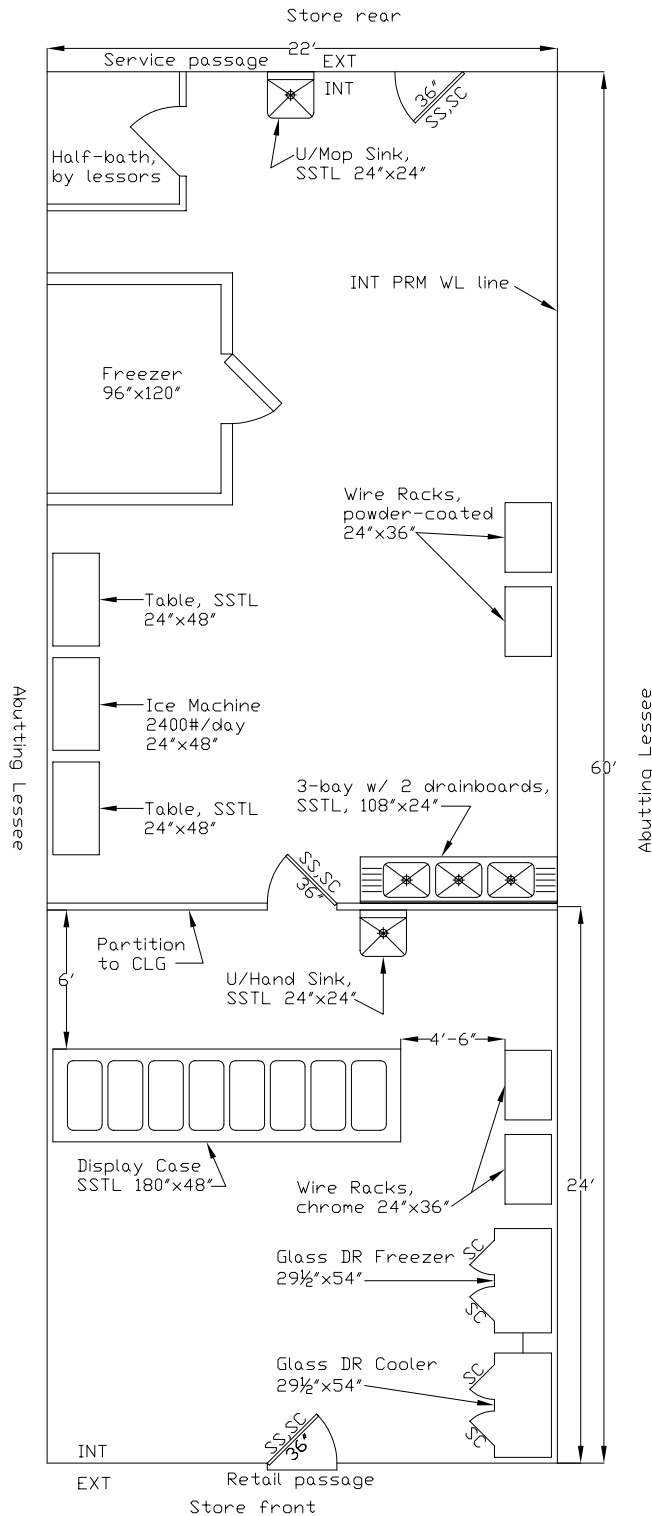 Store rear
22'
Service passage
EXT
INT
36"
SS,SC
Half-bath,
by lessors
U/Mop Sink,
SSTL 24"x24"
INT PRM WL line
Freezer
96"x120"
Wire Racks,
powder-coated
24"x36"
Table, SSTL
24"x48"
Ice Machine
2400#/day
24"x48"
Abutting Lessee
Abutting Lessee
60'
Table, SSTL
24"x48"
3-bay w/ 2 drainboards,
SSTL, 108"x24"
SS,SC
36"
Partition
to CLG
6'
U/Hand Sink,
SSTL 24"x24"
4'-6"
Display Case
SSTL 180"x48"
Wire Racks,
chrome 24"x36"
24'
Glass DR Freezer
29½"x54"
SC
SC
Glass DR Cooler
29½"x54"
SC
SC
SS,SC
36"
INT
EXT
Retail passage
Store front